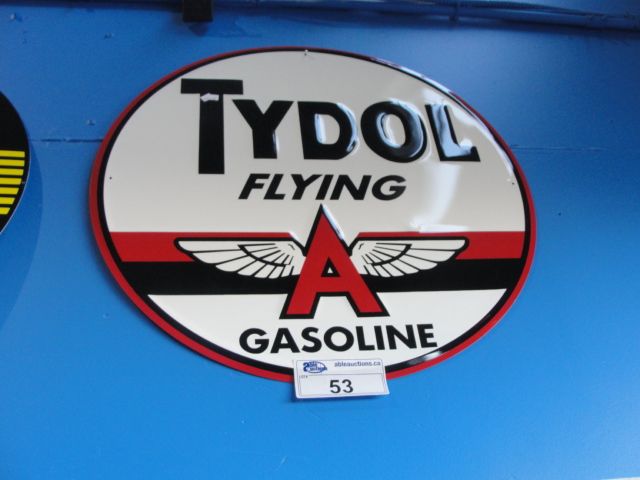 TYDOL
FLYING
A
GASOLINE
ableauctions.ca
53